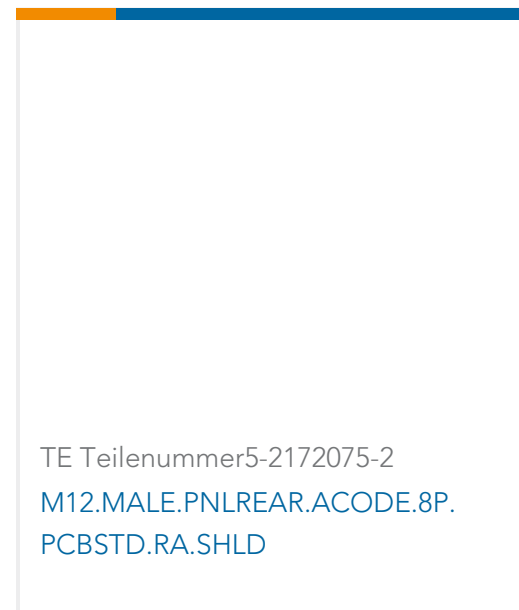 TE Teilenummer5-2172075-2
M12.MALE.PNLREAR.ACODE.8P.
PCBSTD.RA.SHLD